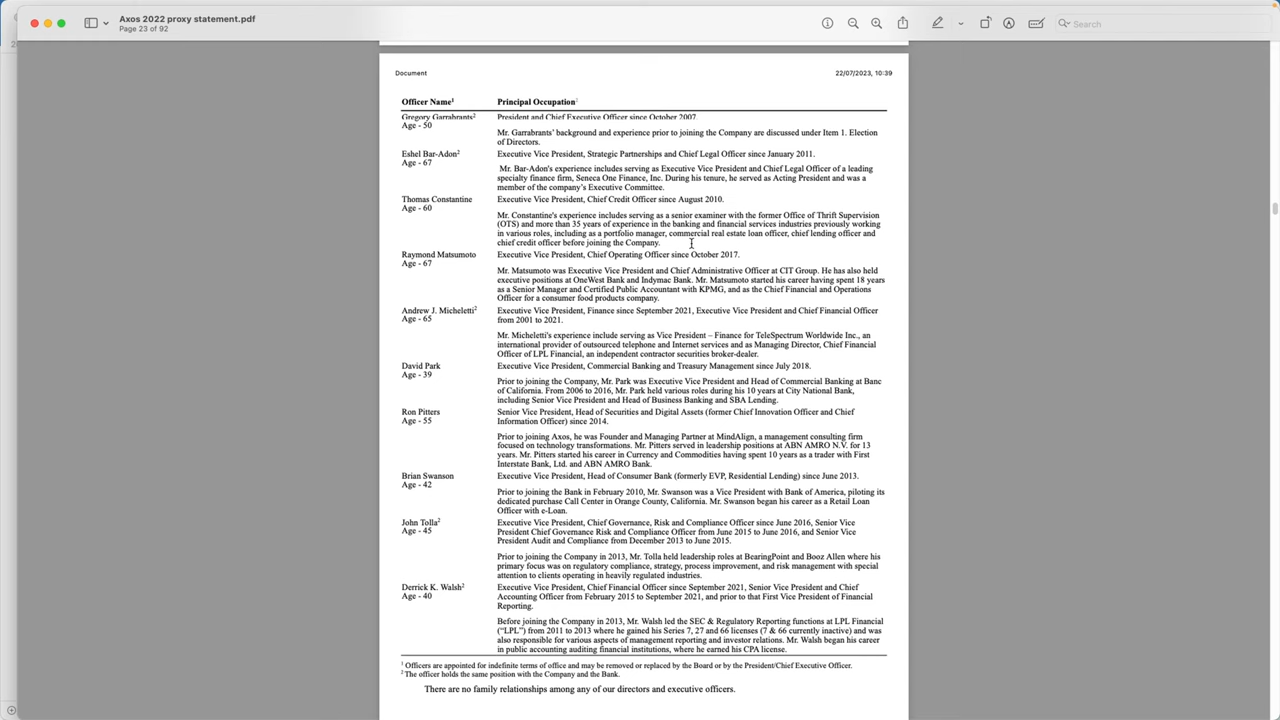 Axos 2022 proxy statement.pdf
Page 23 of 92
Search
Document
22/07/2023, 10:39
Officer Name1 Principal Occupation2
Gregory Garrabrants2 President and Chief Executive Officer since October 2007.
Age - 50
Mr. Garrabrants' background and experience prior to joining the Company are discussed under Item 1. Election
of Directors.
Eshel Bar-Adon2 Executive Vice President, Strategic Partnerships and Chief Legal Officer since January 2011.
Age - 67
Mr. Bar-Adon's experience includes serving as Executive Vice President and Chief Legal Officer of a leading
specialty finance firm, Seneca One Finance, Inc. During his tenure, he served as Acting President and was a
member of the company's Executive Committee.
Thomas Constantine Executive Vice President, Chief Credit Officer since August 2010.
Age - 60
Mr. Constantine's experience includes serving as a senior examiner with the former Office of Thrift Supervision
(OTS) and more than 35 years of experience in the banking and financial services industries previously working
in various roles, including as a portfolio manager, commercial real estate loan officer, chief lending officer and
chief credit officer before joining the Company.
Raymond Matsumoto Executive Vice President, Chief Operating Officer since October 2017.
Age - 67
Mr. Matsumoto was Executive Vice President and Chief Administrative Officer at CIT Group. He has also held
executive positions at OneWest Bank and Indymac Bank. Mr. Matsumoto started his career having spent 18 years
as a Senior Manager and Certified Public Accountant with KPMG, and as the Chief Financial and Operations
Officer for a consumer food products company.
Andrew J. Micheletti2 Executive Vice President, Finance since September 2021, Executive Vice President and Chief Financial Officer
Age - 65 from 2001 to 2021.
Mr. Micheletti's experience include serving as Vice President – Finance for TeleSpectrum Worldwide Inc., an
international provider of outsourced telephone and Internet services and as Managing Director, Chief Financial
Officer of LPL Financial, an independent contractor securities broker-dealer.
David Park Executive Vice President, Commercial Banking and Treasury Management since July 2018.
Age - 39
Prior to joining the Company, Mr. Park was Executive Vice President and Head of Commercial Banking at Banc
of California. From 2006 to 2016, Mr. Park held various roles during his 10 years at City National Bank,
including Senior Vice President and Head of Business Banking and SBA Lending.
Ron Pitters Senior Vice President, Head of Securities and Digital Assets (former Chief Innovation Officer and Chief
Age - 55 Information Officer) since 2014.
Prior to joining Axos, he was Founder and Managing Partner at MindAlign, a management consulting firm
focused on technology transformations. Mr. Pitters served in leadership positions at ABN AMRO N.V. for 13
years. Mr. Pitters started his career in Currency and Commodities having spent 10 years as a trader with First
Interstate Bank, Ltd. and ABN AMRO Bank.
Brian Swanson Executive Vice President, Head of Consumer Bank (formerly EVP, Residential Lending) since June 2013.
Age - 42
Prior to joining the Bank in February 2010, Mr. Swanson was a Vice President with Bank of America, piloting its
dedicated purchase Call Center in Orange County, California. Mr. Swanson began his career as a Retail Loan
Officer with e-Loan.
John Tolla2 Executive Vice President, Chief Governance, Risk and Compliance Officer since June 2016, Senior Vice
Age - 45 President Chief Governance Risk and Compliance Officer from June 2015 to June 2016, and Senior Vice
President Audit and Compliance from December 2013 to June 2015.
Prior to joining the Company in 2013, Mr. Tolla held leadership roles at BearingPoint and Booz Allen where his
primary focus was on regulatory compliance, strategy, process improvement, and risk management with special
attention to clients operating in heavily regulated industries.
Derrick K. Walsh2 Executive Vice President, Chief Financial Officer since September 2021, Senior Vice President and Chief
Age - 40 Accounting Officer from February 2015 to September 2021, and prior to that First Vice President of Financial
Reporting.
Before joining the Company in 2013, Mr. Walsh led the SEC & Regulatory Reporting functions at LPL Financial
("LPL") from 2011 to 2013 where he gained his Series 7, 27 and 66 licenses (7 & 66 currently inactive) and was
also responsible for various aspects of management reporting and investor relations. Mr. Walsh began his career
in public accounting auditing financial institutions, where he earned his CPA license.
1 Officers are appointed for indefinite terms of office and may be removed or replaced by the Board or by the President/Chief Executive Officer.
2 The officer holds the same position with the Company and the Bank.
There are no family relationships among any of our directors and executive officers.